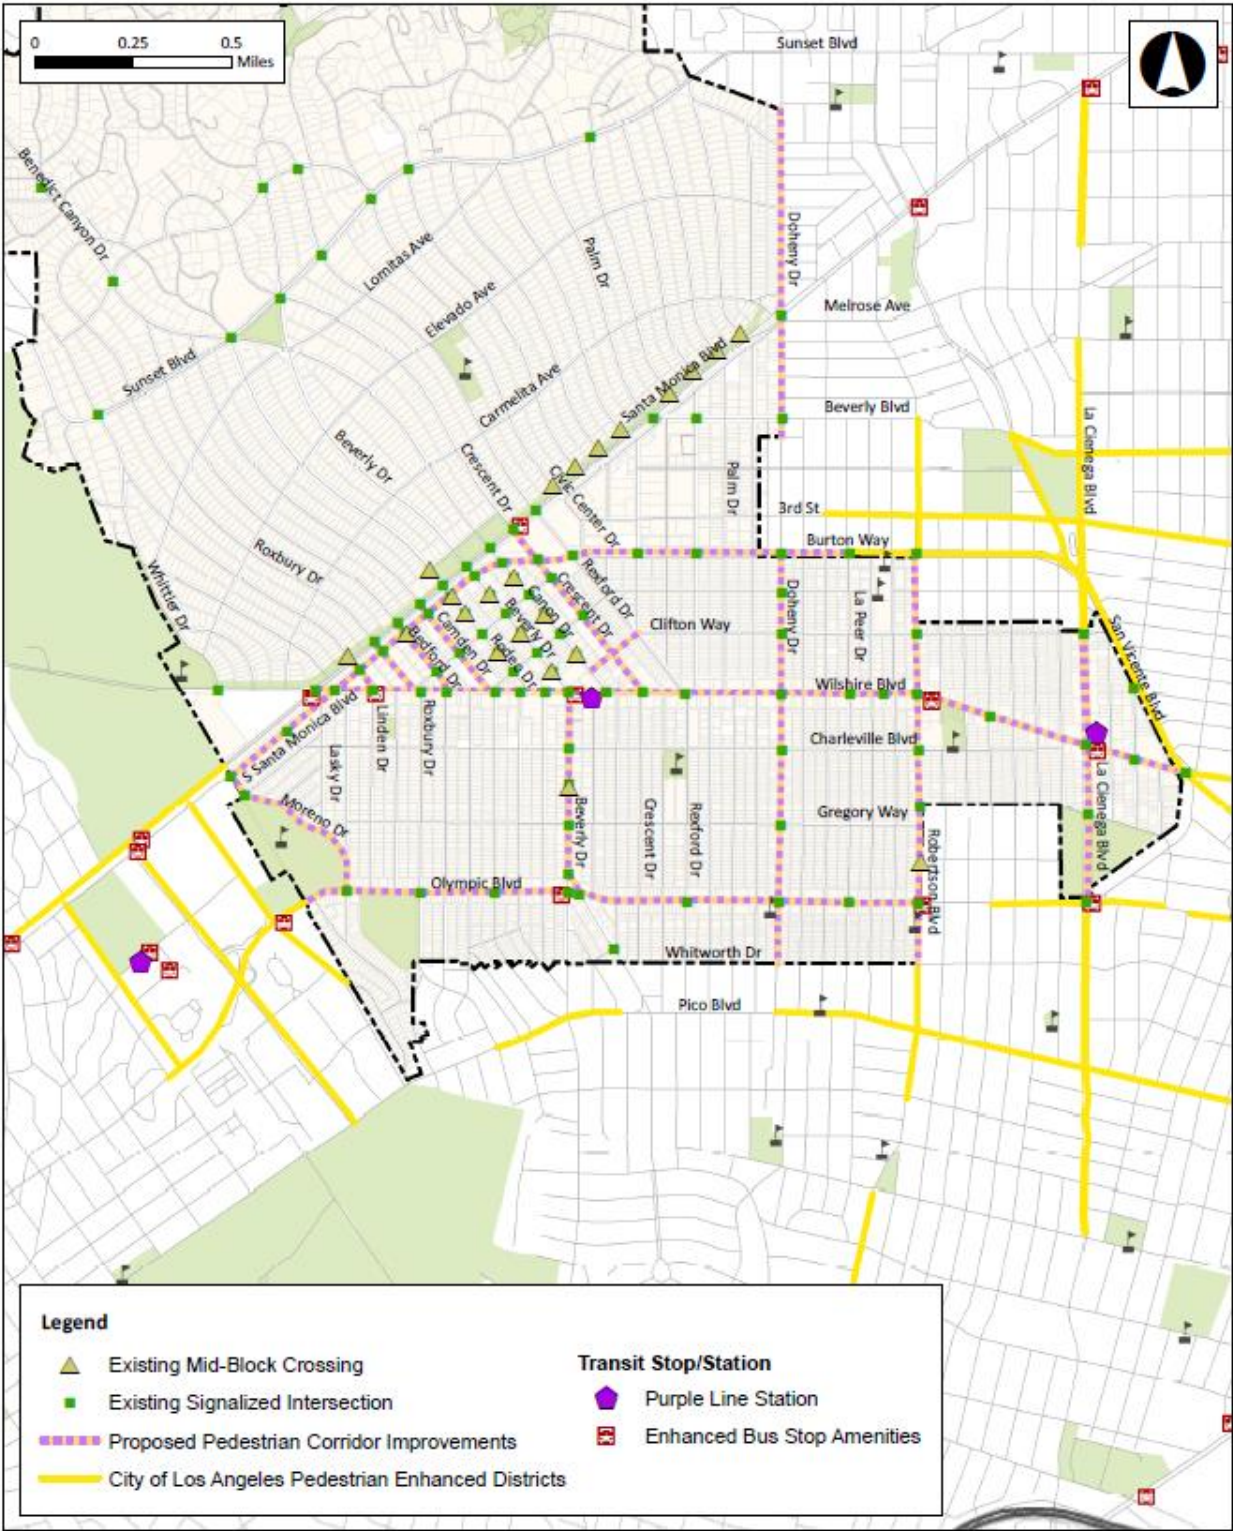 0 0.25 0.5
Miles
Sunset Blvd
Benedict Canyon Dr
Lomitas Ave
Palm Dr
Doheny Dr
Elevado Ave
Melrose Ave
Sunset Blvd
Carmelita Ave
Santa Monica Blvd
Beverly Blvd
La Cienega Blvd
Beverly Dr
Crescent Dr
Civic Center Dr
Palm Dr
3rd St
Burton Way
Roxbury Dr
Whittier Dr
Rexford Dr
Crescent Dr
Canon Dr
Beverly Dr
Rodeo Dr
Camden Dr
Bedford Dr
Clifton Way
Doheny Dr
La Peer Dr
San Vicente Blvd
Wilshire Blvd
S Santa Monica Blvd
Linden Dr
Roxbury Dr
Lasky Dr
Charleville Blvd
Moreno Dr
Beverly Dr
Crescent Dr
Rexford Dr
Gregory Way
La Cienega Blvd
Robertson Blvd
Olympic Blvd
Whitworth Dr
Pico Blvd
Legend
Existing Mid-Block Crossing
Existing Signalized Intersection
Proposed Pedestrian Corridor Improvements
City of Los Angeles Pedestrian Enhanced Districts
Transit Stop/Station
Purple Line Station
Enhanced Bus Stop Amenities